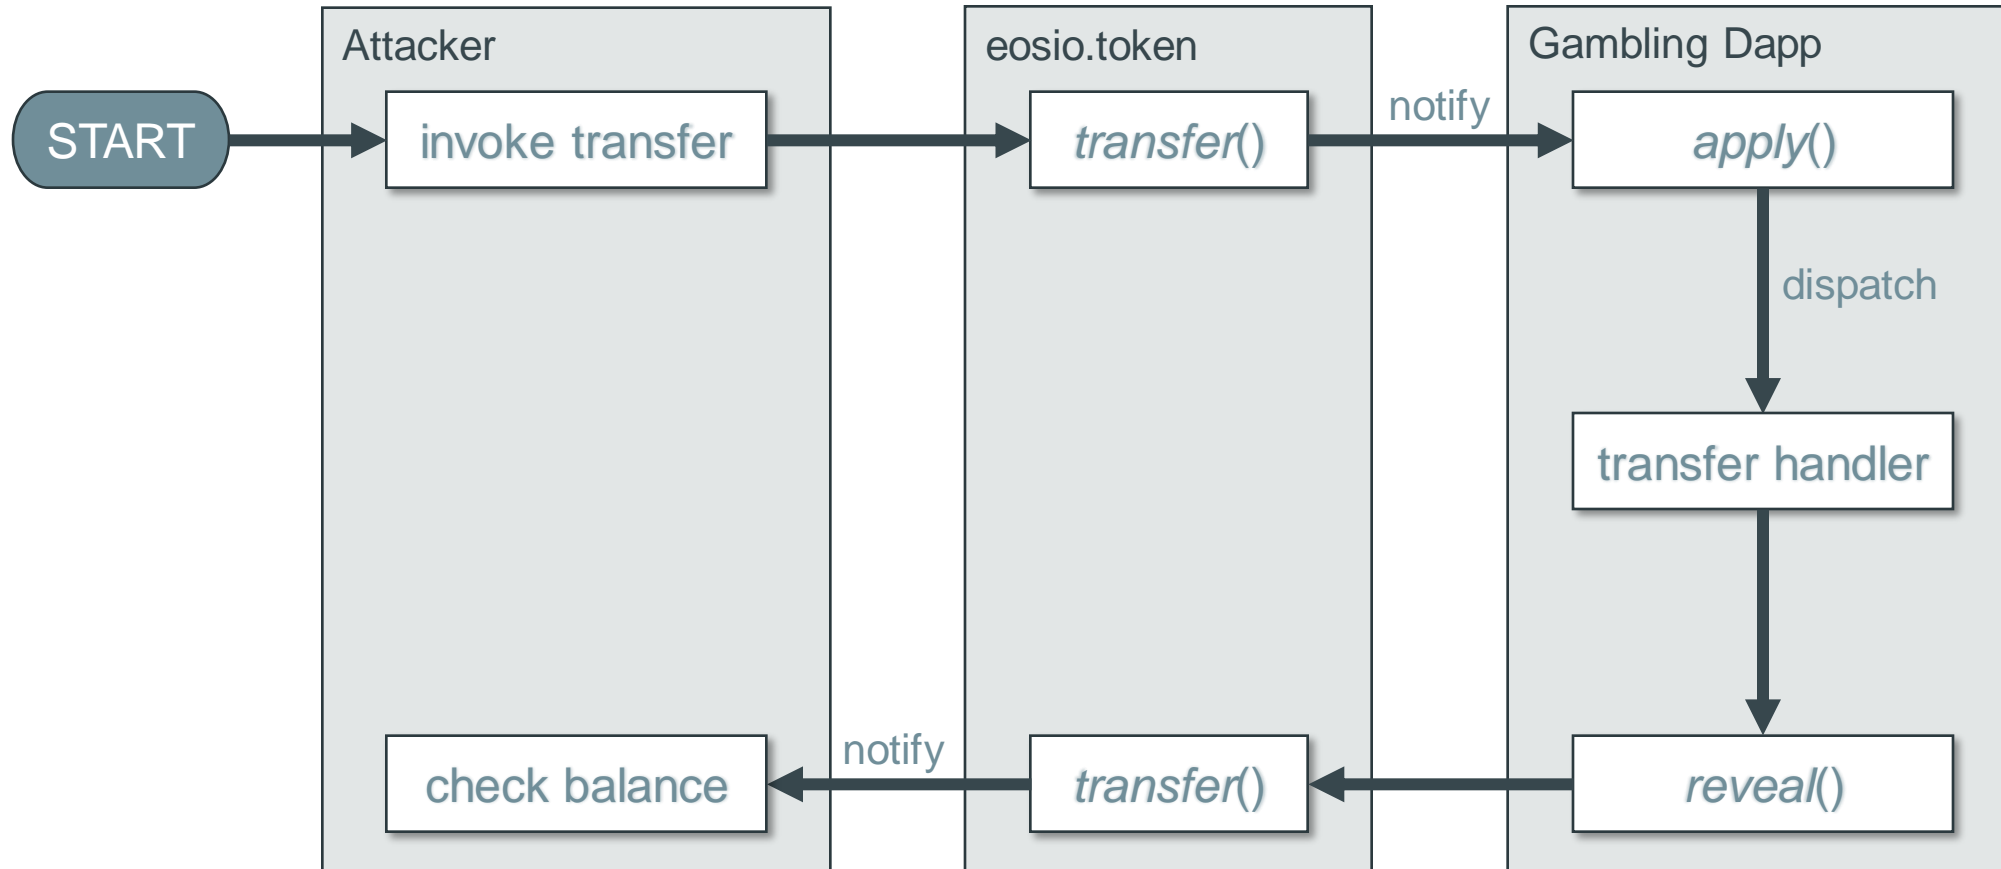 Attacker
eosio.token
Gambling Dapp
START
invoke transfer
transfer()
notify
apply()
dispatch
transfer handler
check balance
notify
transfer()
reveal()